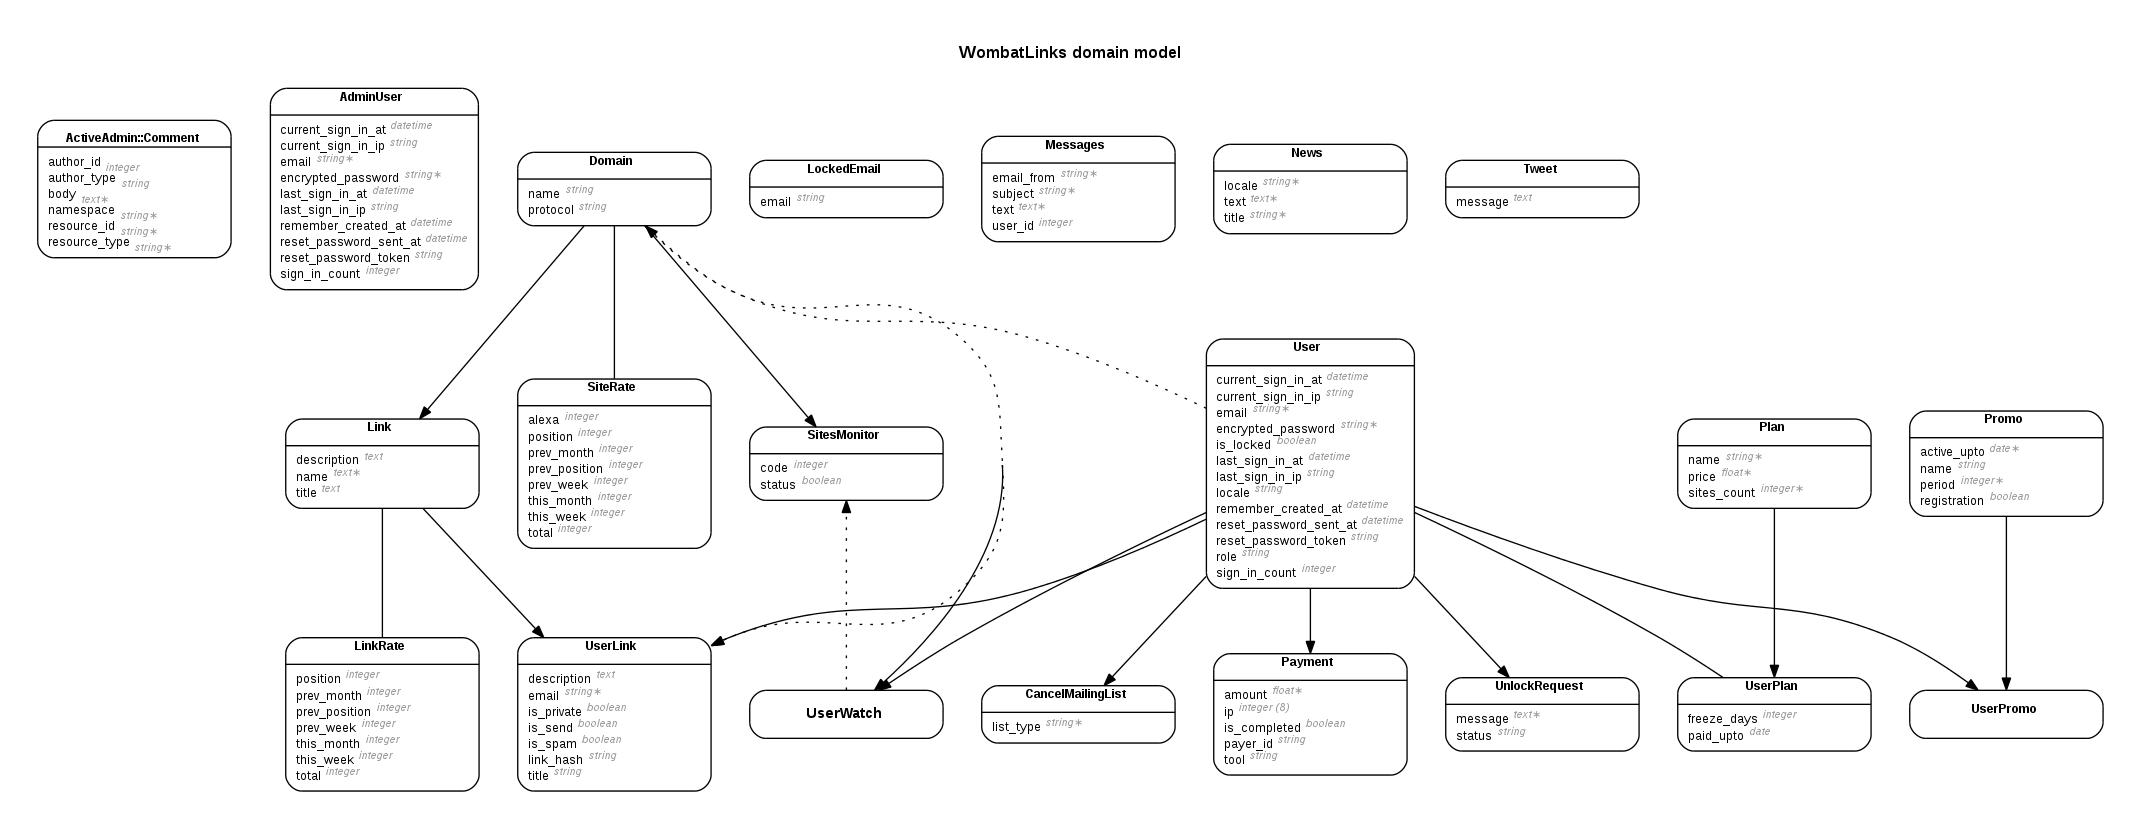 WombatLinks domain model
ActiveAdmin::Comment
author_id integer
author_type string
body text∗
namespace string∗
resource_id string∗
resource_type string∗
AdminUser
current_sign_in_at datetime
current_sign_in_ip string
email string∗
encrypted_password string∗
last_sign_in_at datetime
last_sign_in_ip string
remember_created_at datetime
reset_password_sent_at datetime
reset_password_token string
sign_in_count integer
Domain
name string
protocol string
LockedEmail
email string
Messages
email_from string∗
subject string∗
text text∗
user_id integer
News
locale string∗
text text∗
title string∗
Tweet
message text
Link
description text
name text∗
title text
SiteRate
alexa integer
position integer
prev_month integer
prev_position integer
prev_week integer
this_month integer
this_week integer
total integer
SitesMonitor
code integer
status boolean
User
current_sign_in_at datetime
current_sign_in_ip string
email string∗
encrypted_password string∗
is_locked boolean
last_sign_in_at datetime
last_sign_in_ip string
locale string
remember_created_at datetime
reset_password_sent_at datetime
reset_password_token string
role string
sign_in_count integer
Plan
name string∗
price float∗
sites_count integer∗
Promo
active_upto date∗
name string
period integer∗
registration boolean
LinkRate
position integer
prev_month integer
prev_position integer
prev_week integer
this_month integer
this_week integer
total integer
UserLink
description text
email string∗
is_private boolean
is_send boolean
is_spam boolean
link_hash string
title string
UserWatch
CancelMailingList
list_type string∗
Payment
amount float∗
ip integer (8)
is_completed boolean
payer_id string
tool string
UnlockRequest
message text∗
status string
UserPlan
freeze_days integer
paid_upto date
UserPromo